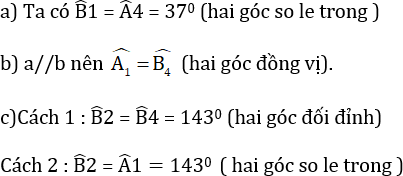 a) Ta có B̂1 = Â4 = 37⁰ (hai góc so le trong )
b) a//b nên Â₁ = B̂₄ (hai góc đồng vị).
c)Cách 1 : B̂2 = B̂4 = 143⁰ (hai góc đối đỉnh)
Cách 2 : B̂2 = Â1 = 143⁰ ( hai góc so le trong )